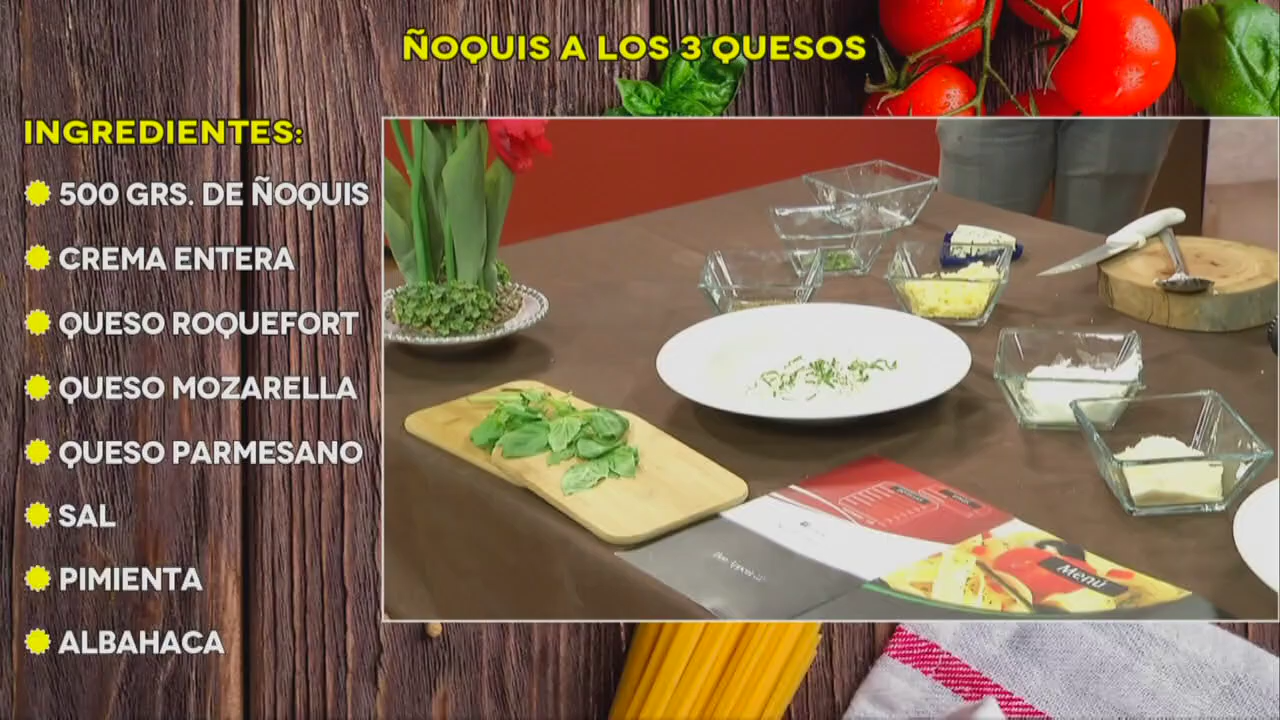 ÑOQUIS A LOS 3 QUESOS
INGREDIENTES:
500 GRS. DE ÑOQUIS
CREMA ENTERA
QUESO ROQUEFORT
QUESO MOZARELLA
QUESO PARMESANO
SAL
PIMIENTA
ALBAHACA
Menú